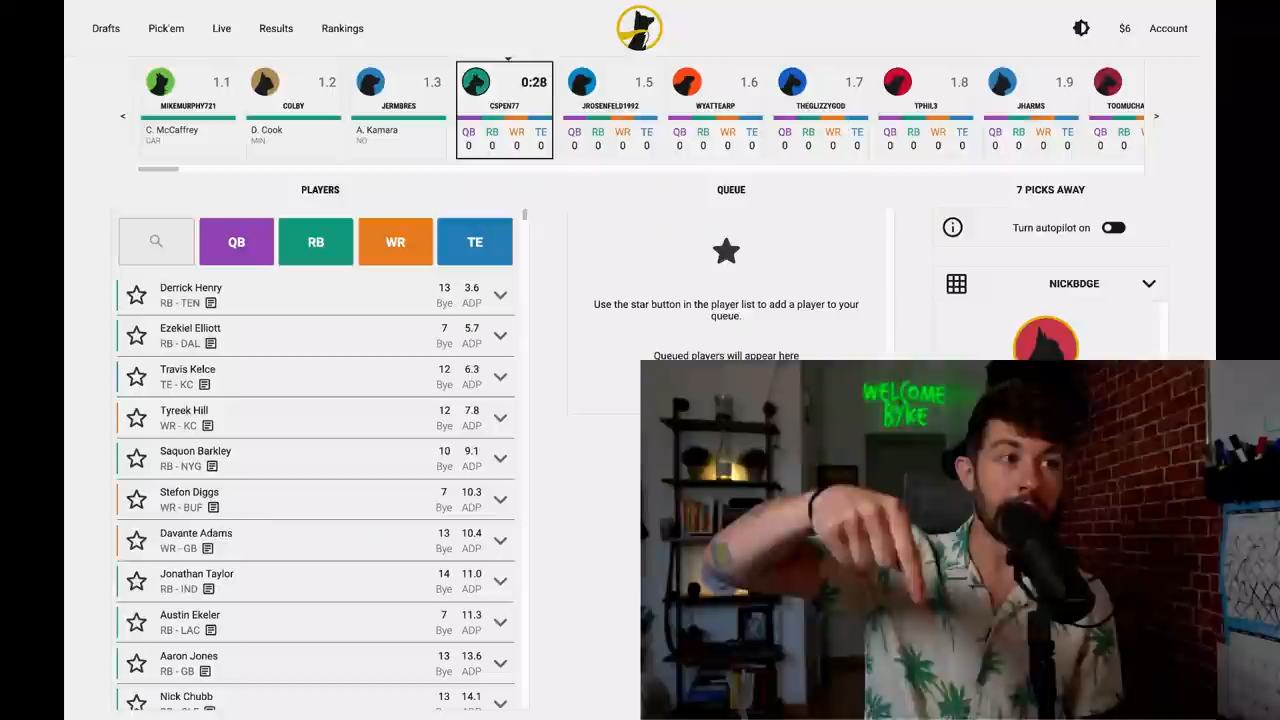 Drafts Pick'em Live Results Rankings $6 Account
1.1 1.2 1.3 0:28 1.5 1.6 1.7 1.8 1.9
MIKEMURPHY721 COLBY JERMBRES CSPEN77 JROSENFELD1992 WYATTEARP THEGLIZZYGOD TPHIL3 JHARMS TOOMUCHA
< C. McCaffrey D. Cook A. Kamara QB RB WR TE QB RB WR TE QB RB WR TE QB RB WR TE QB RB WR TE QB RB WR TE QB RB W >
CAR MIN NO 0 0 0 0 0 0 0 0 0 0 0 0 0 0 0 0 0 0 0 0 0 0 0 0 0 0
PLAYERS QUEUE 7 PICKS AWAY
QB RB WR TE
Turn autopilot on
NICKBDGE
Use the star button in the player list to add a player to your
queue.
Queued players will appear here
Derrick Henry 13 3.6
RB - TEN Bye ADP
Ezekiel Elliott 7 5.7
RB - DAL Bye ADP
Travis Kelce 12 6.3
TE - KC Bye ADP
Tyreek Hill 12 7.8
WR - KC Bye ADP
Saquon Barkley 10 9.1
RB - NYG Bye ADP
Stefon Diggs 7 10.3
WR - BUF Bye ADP
Davante Adams 13 10.4
WR - GB Bye ADP
Jonathan Taylor 14 11.0
RB - IND Bye ADP
Austin Ekeler 7 11.3
RB - LAC Bye ADP
Aaron Jones 13 13.6
RB - GB Bye ADP
Nick Chubb 13 14.1
WELCOME
BYKE